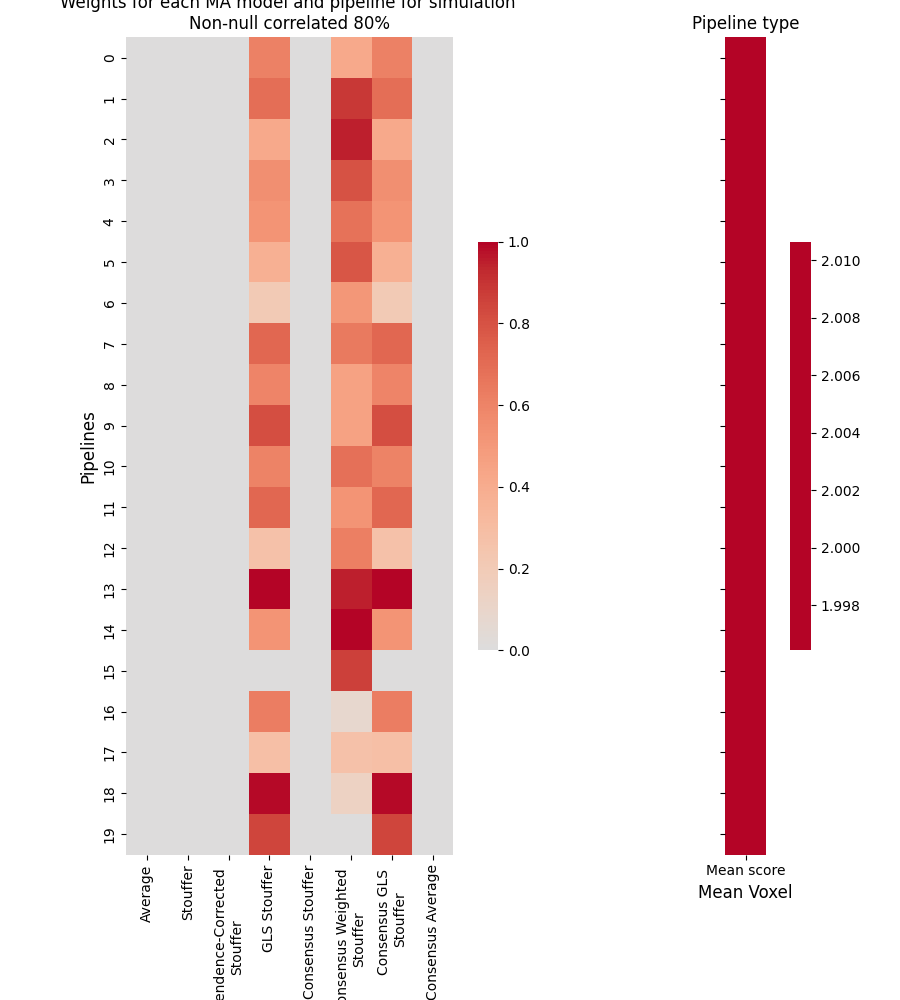 Weights for each MA model and pipeline for simulation
Non-null correlated 80%
Pipeline type
Pipelines
0
1
2
3
4
5
6
7
8
9
10
11
12
13
14
15
16
17
18
19
1.0
0.8
0.6
0.4
0.2
0.0
2.010
2.008
2.006
2.004
2.002
2.000
1.998
Average
Stouffer
endence-Corrected
Stouffer
GLS Stouffer
Consensus Stouffer
onsensus Weighted
Stouffer
Consensus GLS
Stouffer
Consensus Average
Mean score
Mean Voxel